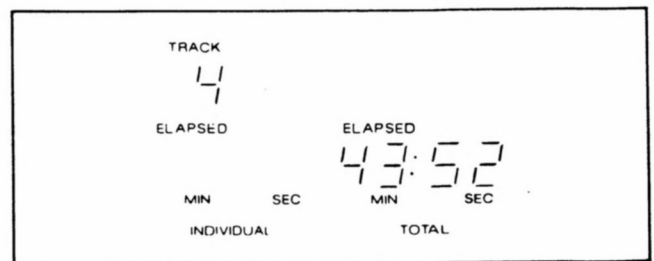 TRACK
4
ELAPSED ELAPSED
43:52
MIN SEC MIN SEC
INDIVIDUAL TOTAL